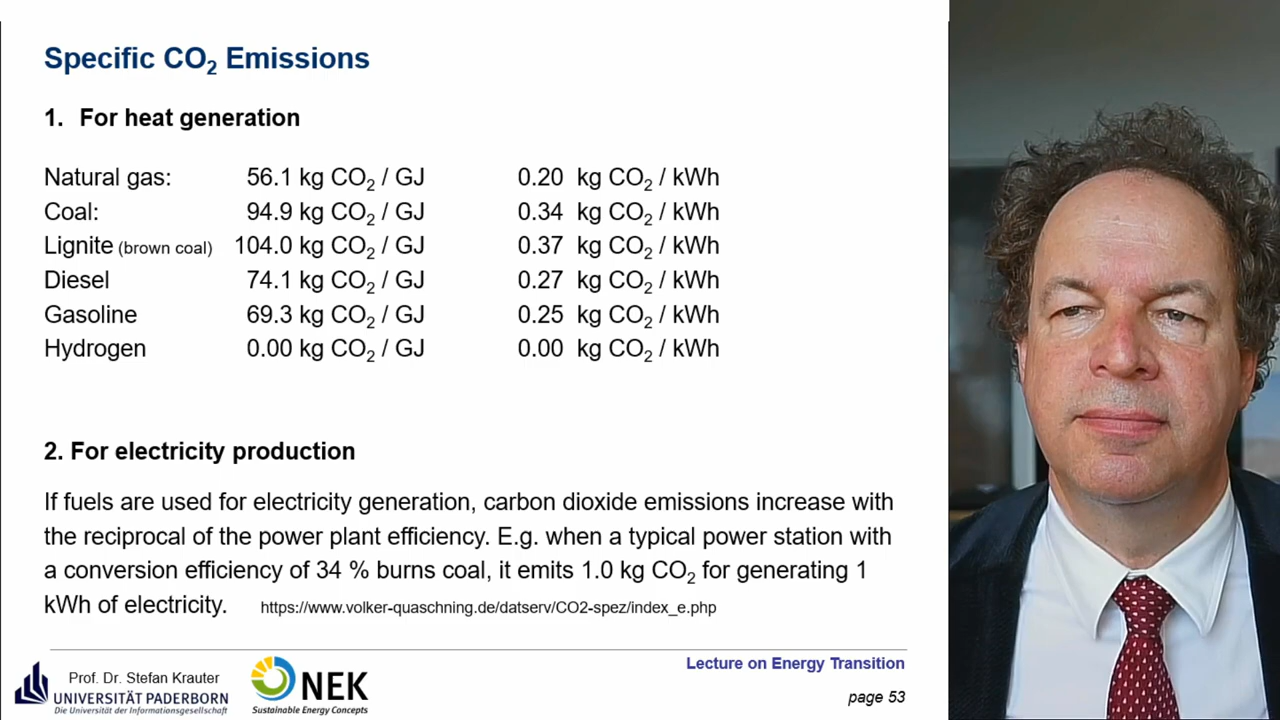 Specific CO2 Emissions
1. For heat generation
Natural gas: 56.1 kg CO2 / GJ 0.20 kg CO2 / kWh
Coal: 94.9 kg CO2 / GJ 0.34 kg CO2 / kWh
Lignite (brown coal) 104.0 kg CO2 / GJ 0.37 kg CO2 / kWh
Diesel 74.1 kg CO2 / GJ 0.27 kg CO2 / kWh
Gasoline 69.3 kg CO2 / GJ 0.25 kg CO2 / kWh
Hydrogen 0.00 kg CO2 / GJ 0.00 kg CO2 / kWh
2. For electricity production
If fuels are used for electricity generation, carbon dioxide emissions increase with
the reciprocal of the power plant efficiency. E.g. when a typical power station with
a conversion efficiency of 34 % burns coal, it emits 1.0 kg CO2 for generating 1
kWh of electricity. https://www.volker-quaschning.de/datserv/CO2-spez/index_e.php
Prof. Dr. Stefan Krauter
UNIVERSITÄT PADERBORN
Die Universität der Informationsgesellschaft
NEK
Sustainable Energy Concepts
Lecture on Energy Transition
page 53